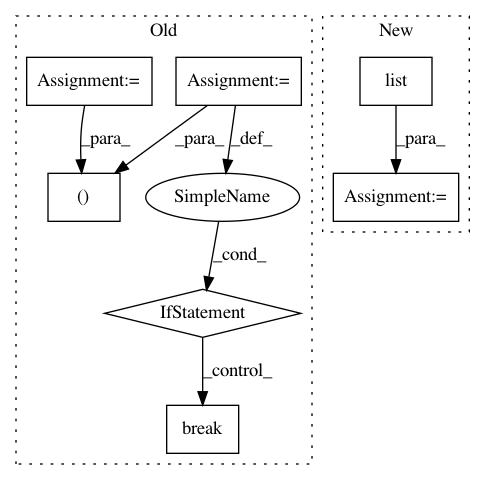 Old
New
Assignment:=
Assignment:=
list
_para_
_para_
_def_
_para_
()
SimpleName
Assignment:=
_cond_
IfStatement
_control_
break